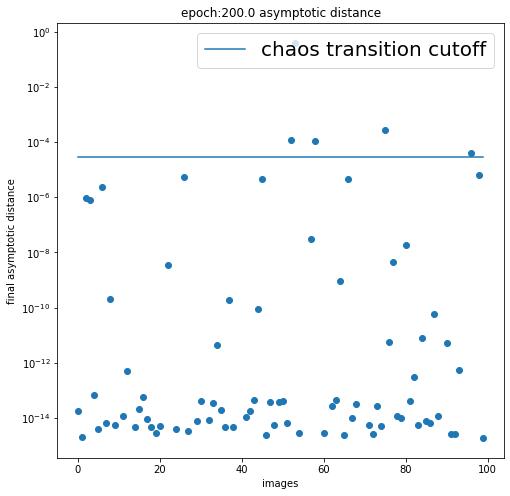 epoch:200.0 asymptotic distance
chaos transition cutoff
final asymptotic distance
10^0
10^-2
10^-4
10^-6
10^-8
10^-10
10^-12
10^-14
0 20 40 60 80 100
images